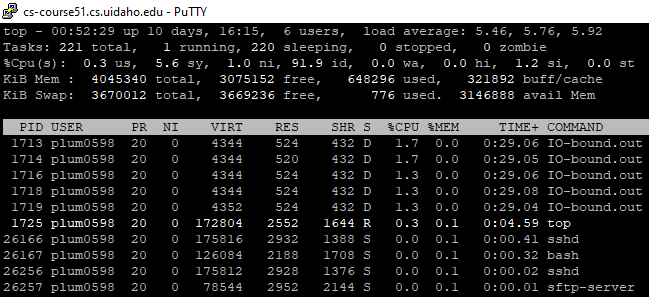 cs-course51.cs.uidaho.edu - PuTTY
top - 00:52:29 up 10 days, 16:15,  6 users,  load average: 5.46, 5.76, 5.92
Tasks: 221 total,   1 running, 220 sleeping,   0 stopped,   0 zombie
%Cpu(s):  0.3 us,  5.6 sy,  1.0 ni, 91.9 id,  0.0 wa,  0.0 hi,  1.2 si,  0.0 st
KiB Mem :  4045340 total,  3075152 free,   648296 used,   321892 buff/cache
KiB Swap:  3670012 total,  3669236 free,      776 used.  3146888 avail Mem
PID USER      PR  NI    VIRT    RES    SHR S  %CPU %MEM     TIME+ COMMAND
1713 plum0598  20   0    4344    524    432 D   1.7  0.0   0:29.06 IO-bound.out
1714 plum0598  20   0    4344    520    432 D   1.7  0.0   0:29.05 IO-bound.out
1716 plum0598  20   0    4344    524    432 D   1.3  0.0   0:29.06 IO-bound.out
1718 plum0598  20   0    4344    524    432 D   1.3  0.0   0:29.08 IO-bound.out
1719 plum0598  20   0    4352    524    432 D   1.3  0.0   0:29.04 IO-bound.out
1725 plum0598  20   0  172804   2552   1644 R   0.3  0.1   0:04.59 top
26166 plum0598  20   0  175816   2932   1388 S   0.0  0.1   0:00.41 sshd
26167 plum0598  20   0  126084   2188   1708 S   0.0  0.1   0:00.32 bash
26256 plum0598  20   0  175812   2928   1376 S   0.0  0.1   0:00.02 sshd
26257 plum0598  20   0   78544   2952   2144 S   0.0  0.1   0:00.01 sftp-server